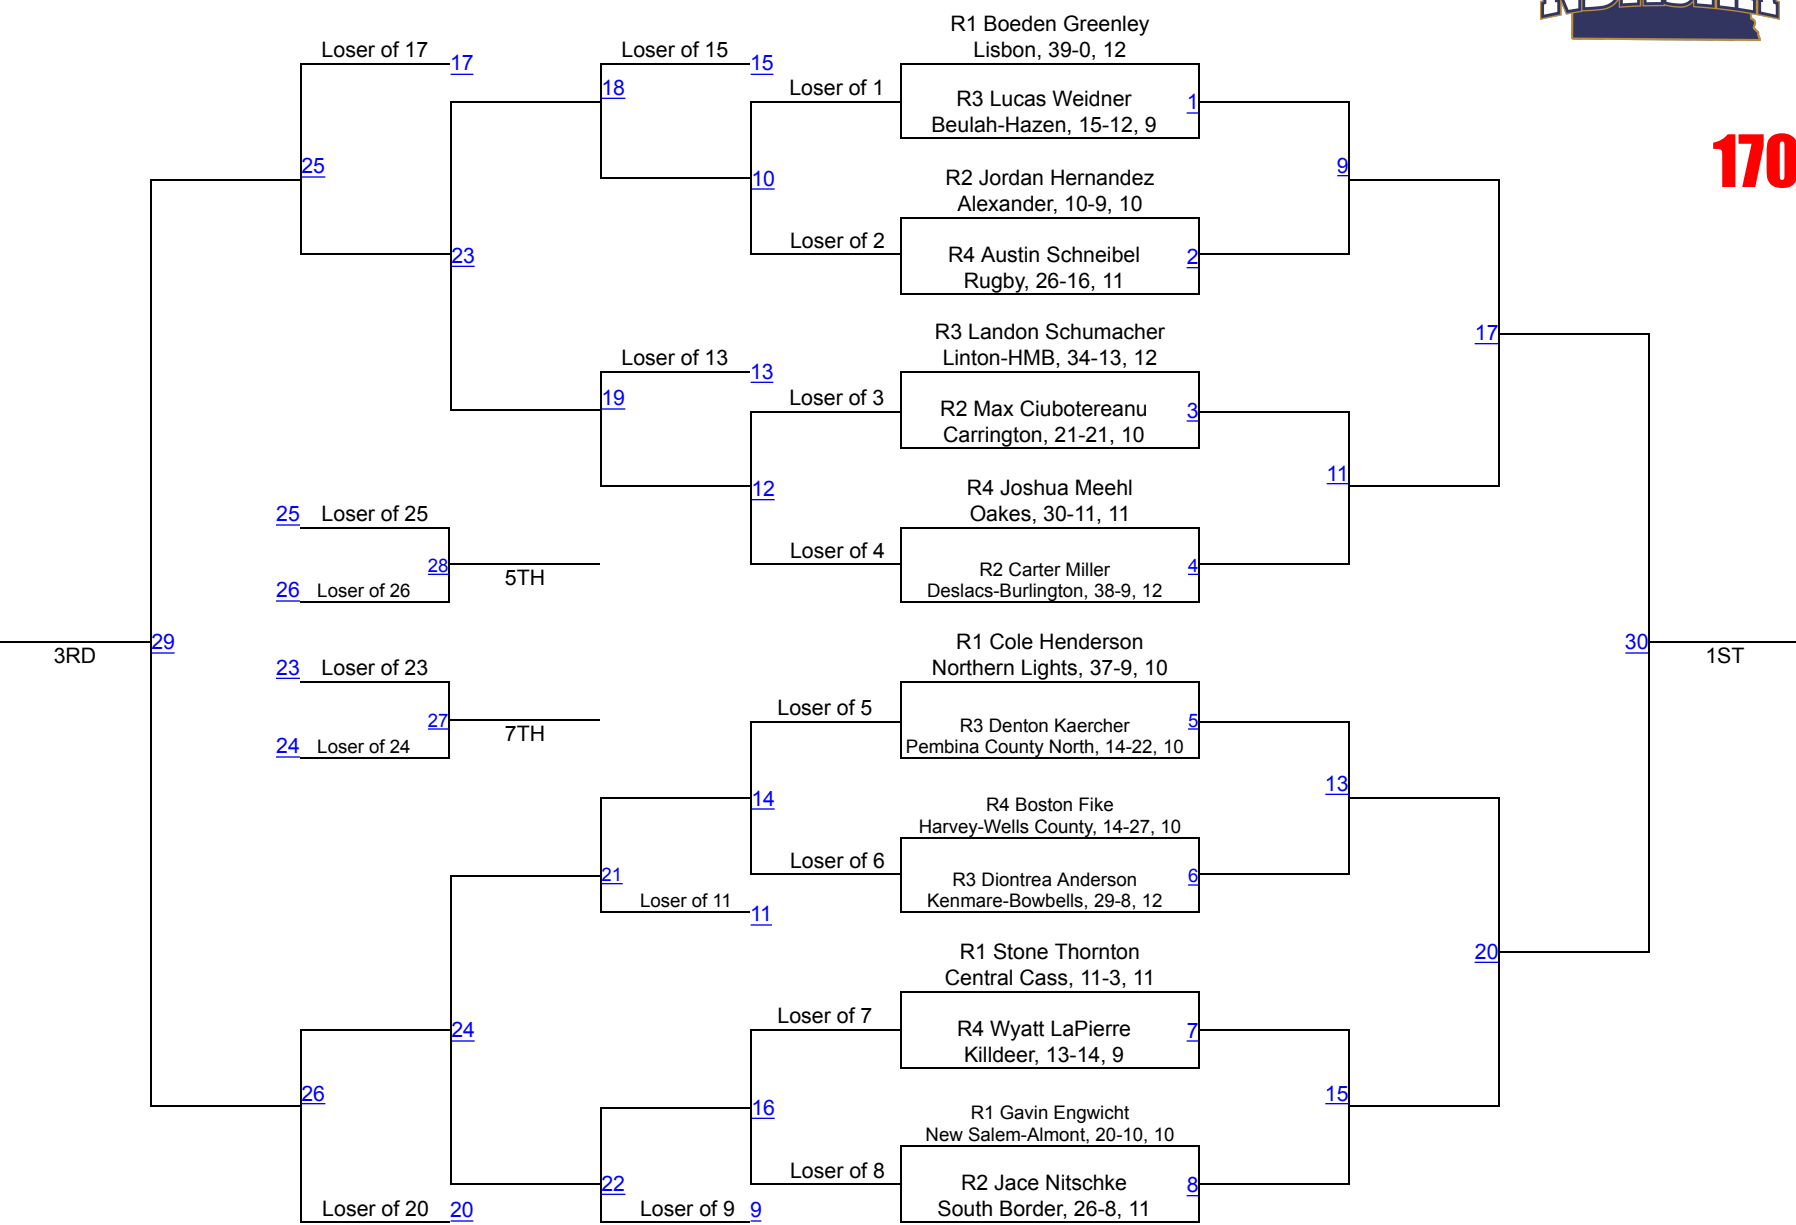 R1 Boeden Greenley
Lisbon, 39-0, 12
Loser of 17
17
Loser of 15
15
18
Loser of 1
R3 Lucas Weidner
Beulah-Hazen, 15-12, 9
1
170
25
10
R2 Jordan Hernandez
Alexander, 10-9, 10
9
23
Loser of 2
R4 Austin Schneibel
Rugby, 26-16, 11
2
R3 Landon Schumacher
Linton-HMB, 34-13, 12
17
Loser of 13
13
19
Loser of 3
R2 Max Ciubotereanu
Carrington, 21-21, 10
3
12
R4 Joshua Meehl
Oakes, 30-11, 11
11
25
Loser of 25
28
5TH
Loser of 4
R2 Carter Miller
Deslacs-Burlington, 38-9, 12
4
26
Loser of 26
3RD
29
R1 Cole Henderson
Northern Lights, 37-9, 10
30
1ST
23
Loser of 23
27
7TH
Loser of 5
R3 Denton Kaercher
Pembina County North, 14-22, 10
5
24
Loser of 24
14
R4 Boston Fike
Harvey-Wells County, 14-27, 10
13
21
Loser of 6
R3 Diontrea Anderson
Kenmare-Bowbells, 29-8, 12
6
Loser of 11
11
R1 Stone Thornton
Central Cass, 11-3, 11
20
24
Loser of 7
R4 Wyatt LaPierre
Killdeer, 13-14, 9
7
26
16
R1 Gavin Engwicht
New Salem-Almont, 20-10, 10
15
22
Loser of 8
R2 Jace Nitschke
South Border, 26-8, 11
8
Loser of 20
20
Loser of 9
9